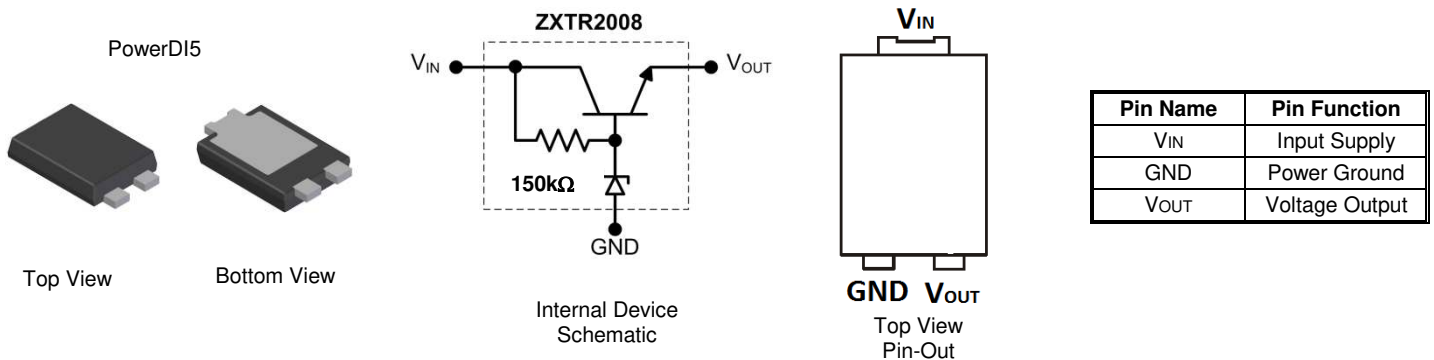 PowerDI5
Top View
Bottom View
ZXTR2008
VIN
VOUT
150kΩ
GND
Internal Device
Schematic
VIN
GND VOUT
Top View
Pin-Out
Pin Name Pin Function
VIN Input Supply
GND Power Ground
VOUT Voltage Output